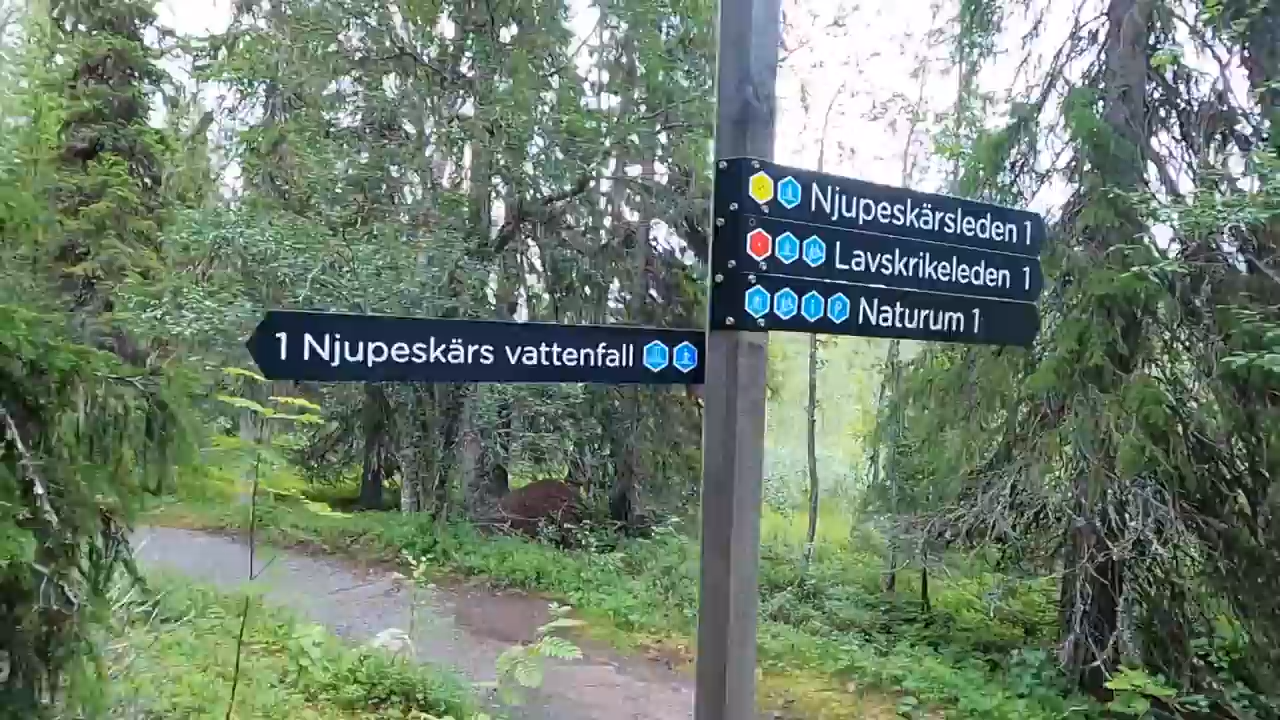 Njupeskärsleden 1
Lavskrikeleden 1
Naturum 1
1 Njupeskärs vattenfall